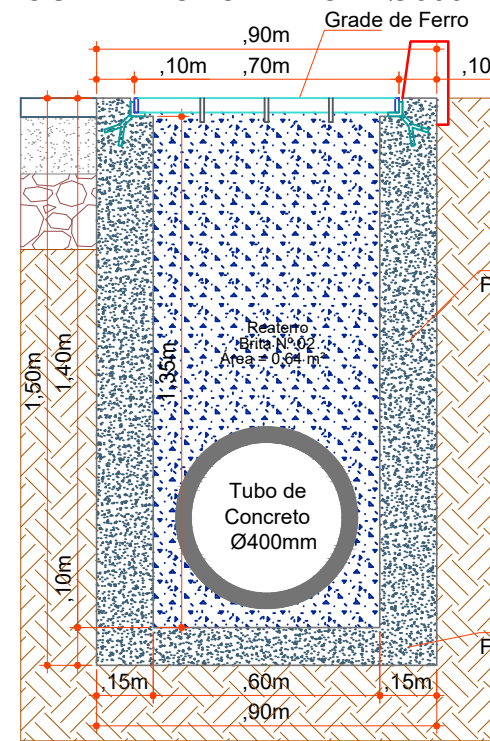 Grade de Ferro
,90m
,10m ,70m ,10
1,50m
1,40m
1,35m
,10m
Reaterro
Brita Nº 02
Área = 0,64 m²
Tubo de
Concreto
Ø400mm
F
F
,15m ,60m ,15m
,90m